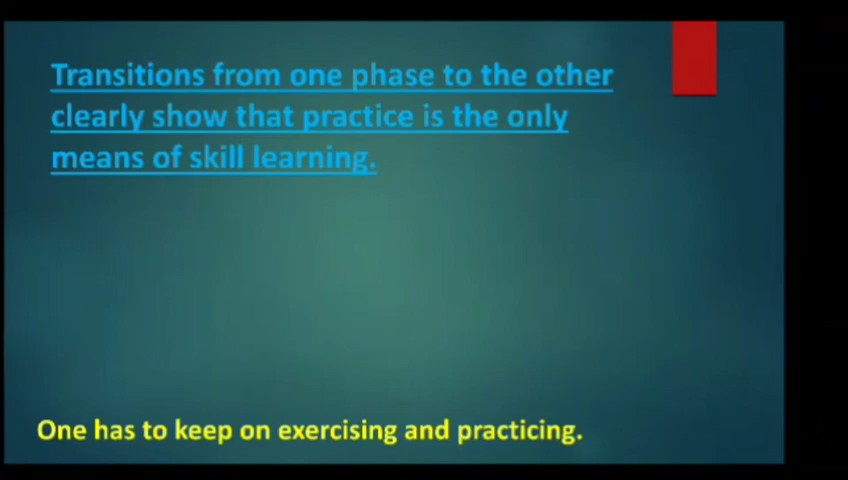 Transitions from one phase to the other
clearly show that practice is the only
means of skill learning.
One has to keep on exercising and practicing.